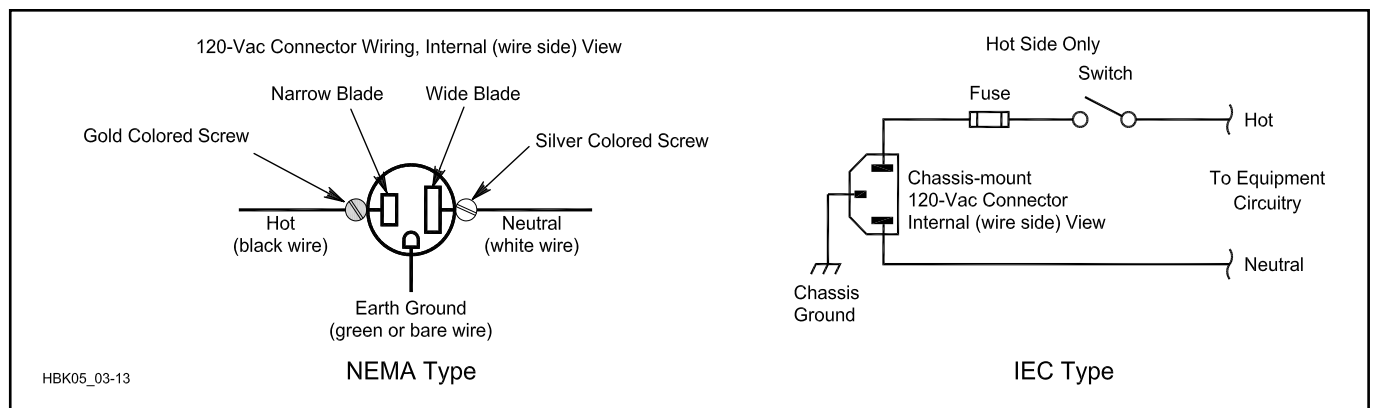 120-Vac Connector Wiring, Internal (wire side) View
Narrow Blade
Wide Blade
Gold Colored Screw
Silver Colored Screw
Hot
(black wire)
Neutral
(white wire)
Earth Ground
(green or bare wire)
NEMA Type
HBK05_03-13
Hot Side Only
Switch
Fuse
Hot
Chassis-mount
120-Vac Connector
Internal (wire side) View
To Equipment
Circuitry
Neutral
Chassis
Ground
IEC Type